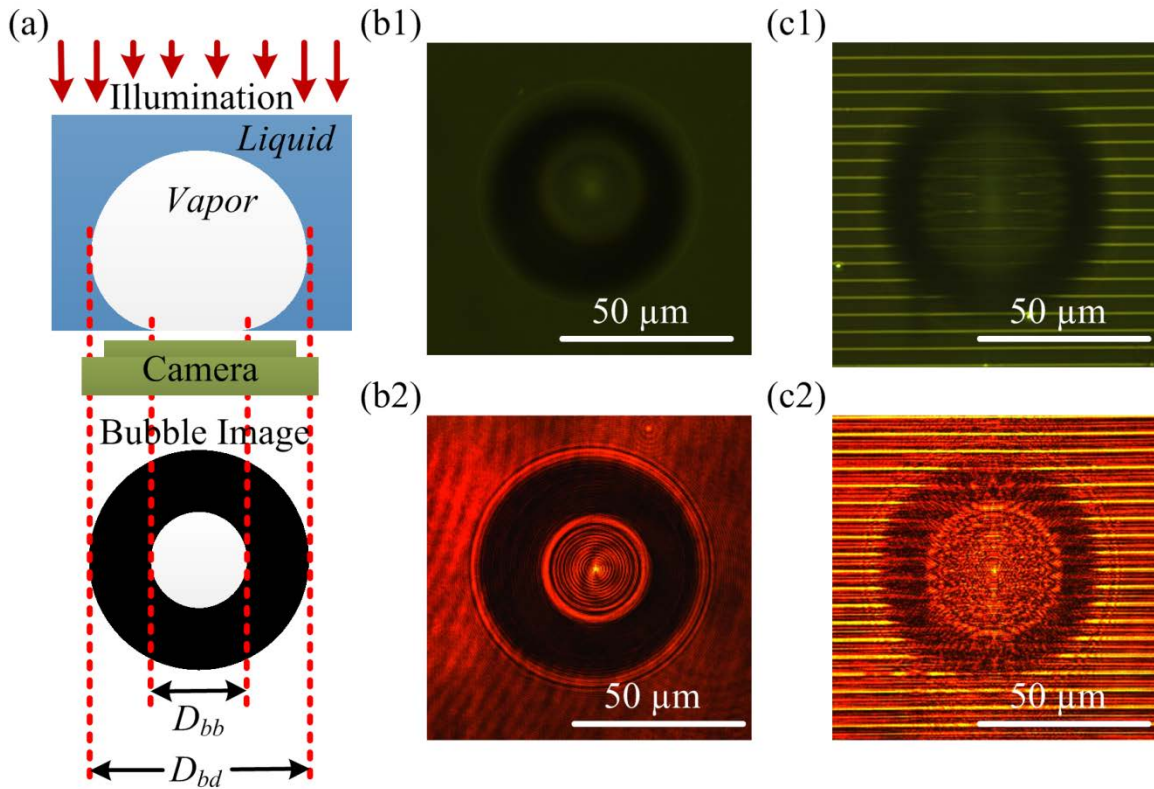 (a)
Illumination
Liquid
Vapor
Camera
Bubble Image
D_bb
D_bd
(b1)
50 µm
(c1)
50 µm
(b2)
50 µm
(c2)
50 µm